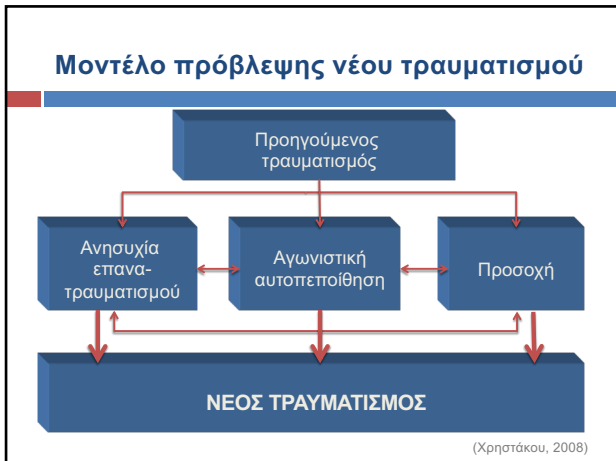 Μοντέλο πρόβλεψης νέου τραυματισμού
Προηγούμενος
τραυματισμός
Ανησυχία
επανα-
τραυματισμού
Αγωνιστική
αυτοπεποίθηση
Προσοχή
ΝΕΟΣ ΤΡΑΥΜΑΤΙΣΜΟΣ
(Χρηστάκου, 2008)